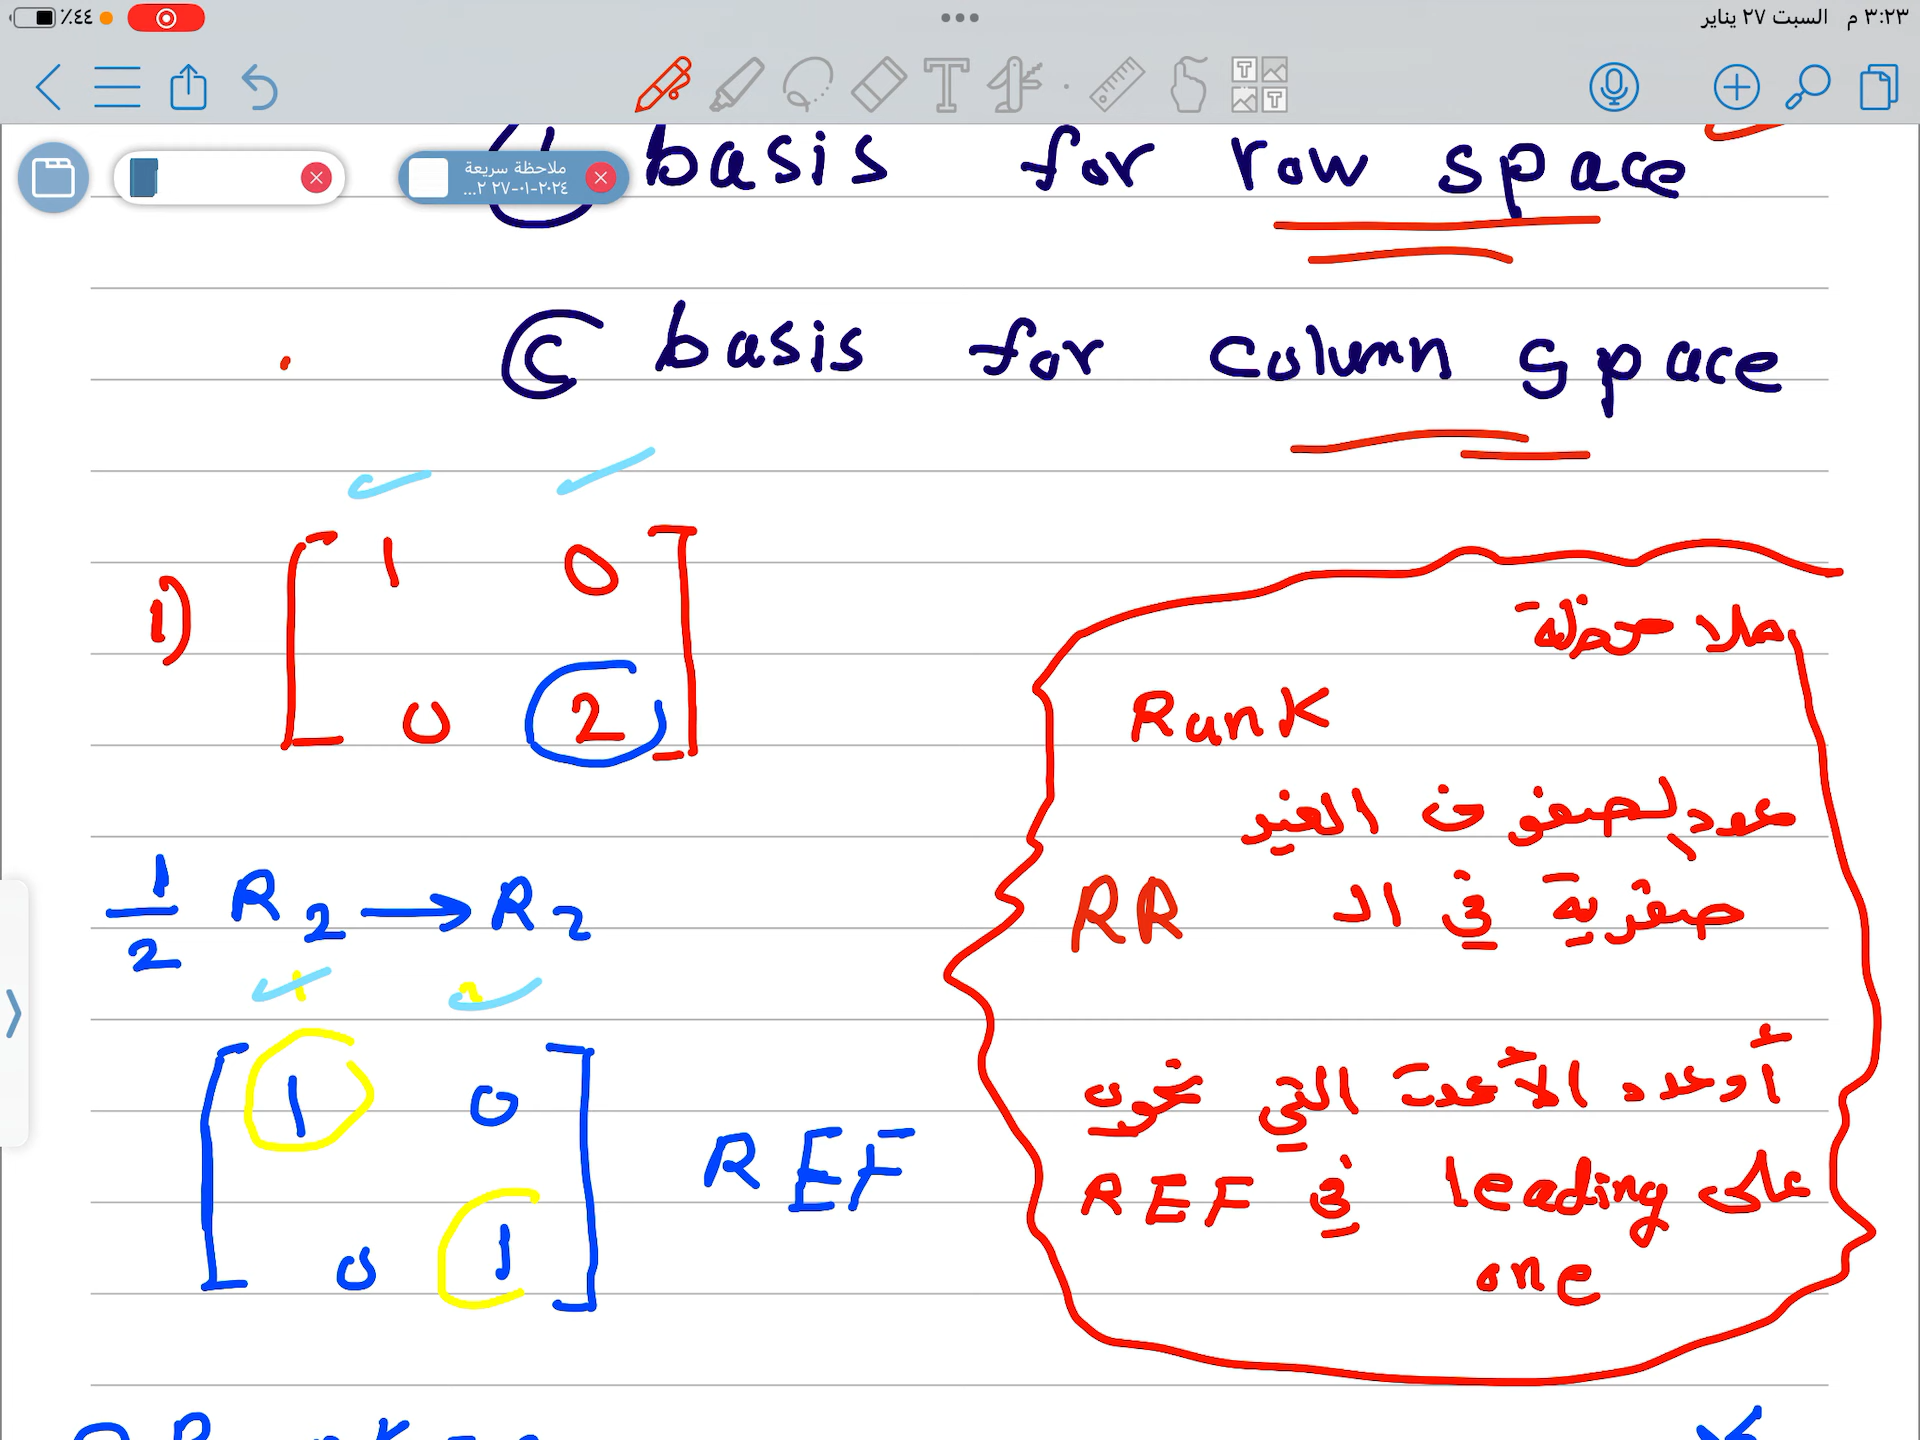 ٪٤٤
٣:٢٣ م السبت ٢٧ يناير
ملاحظة سريعة
٢٠٢٤-٠١-٢٧ ٢...
basis for row space
C basis for column space
1) 1 0
0 2
1/2 R2 → R2
1 0
0 1
REF
ملاحظة
Rank
عدد الصفوف الغير
صفرية في ال RR
أو عدد الأعمدة التي تحوي
على leading في REF
one